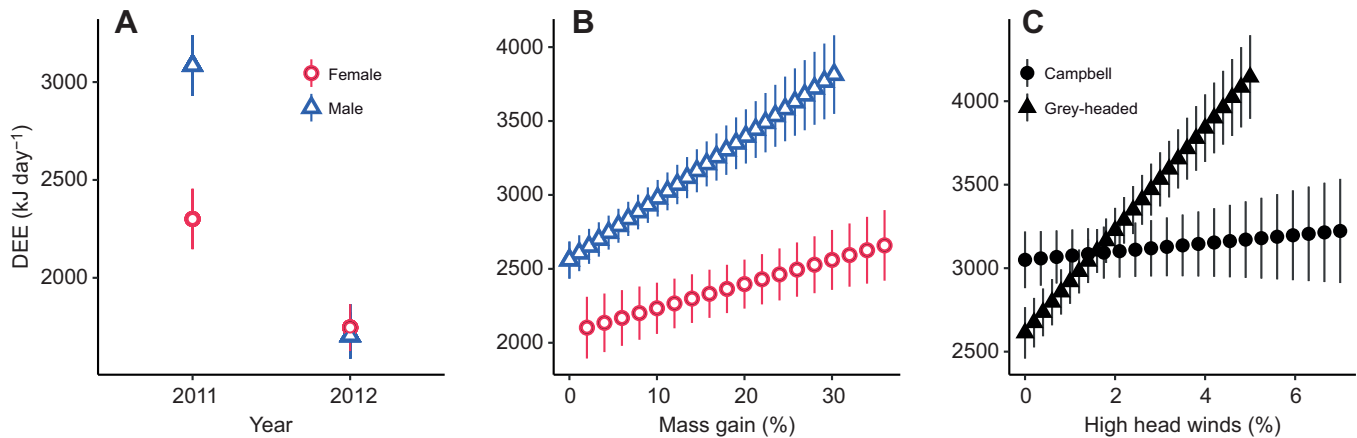 A
B
C
DEE (kJ day⁻¹)
3000
2500
2000
Female
Male
2011
2012
Year
4000
3500
3000
2500
2000
0
10
20
30
Mass gain (%)
Campbell
Grey-headed
4000
3500
3000
2500
0
2
4
6
High head winds (%)